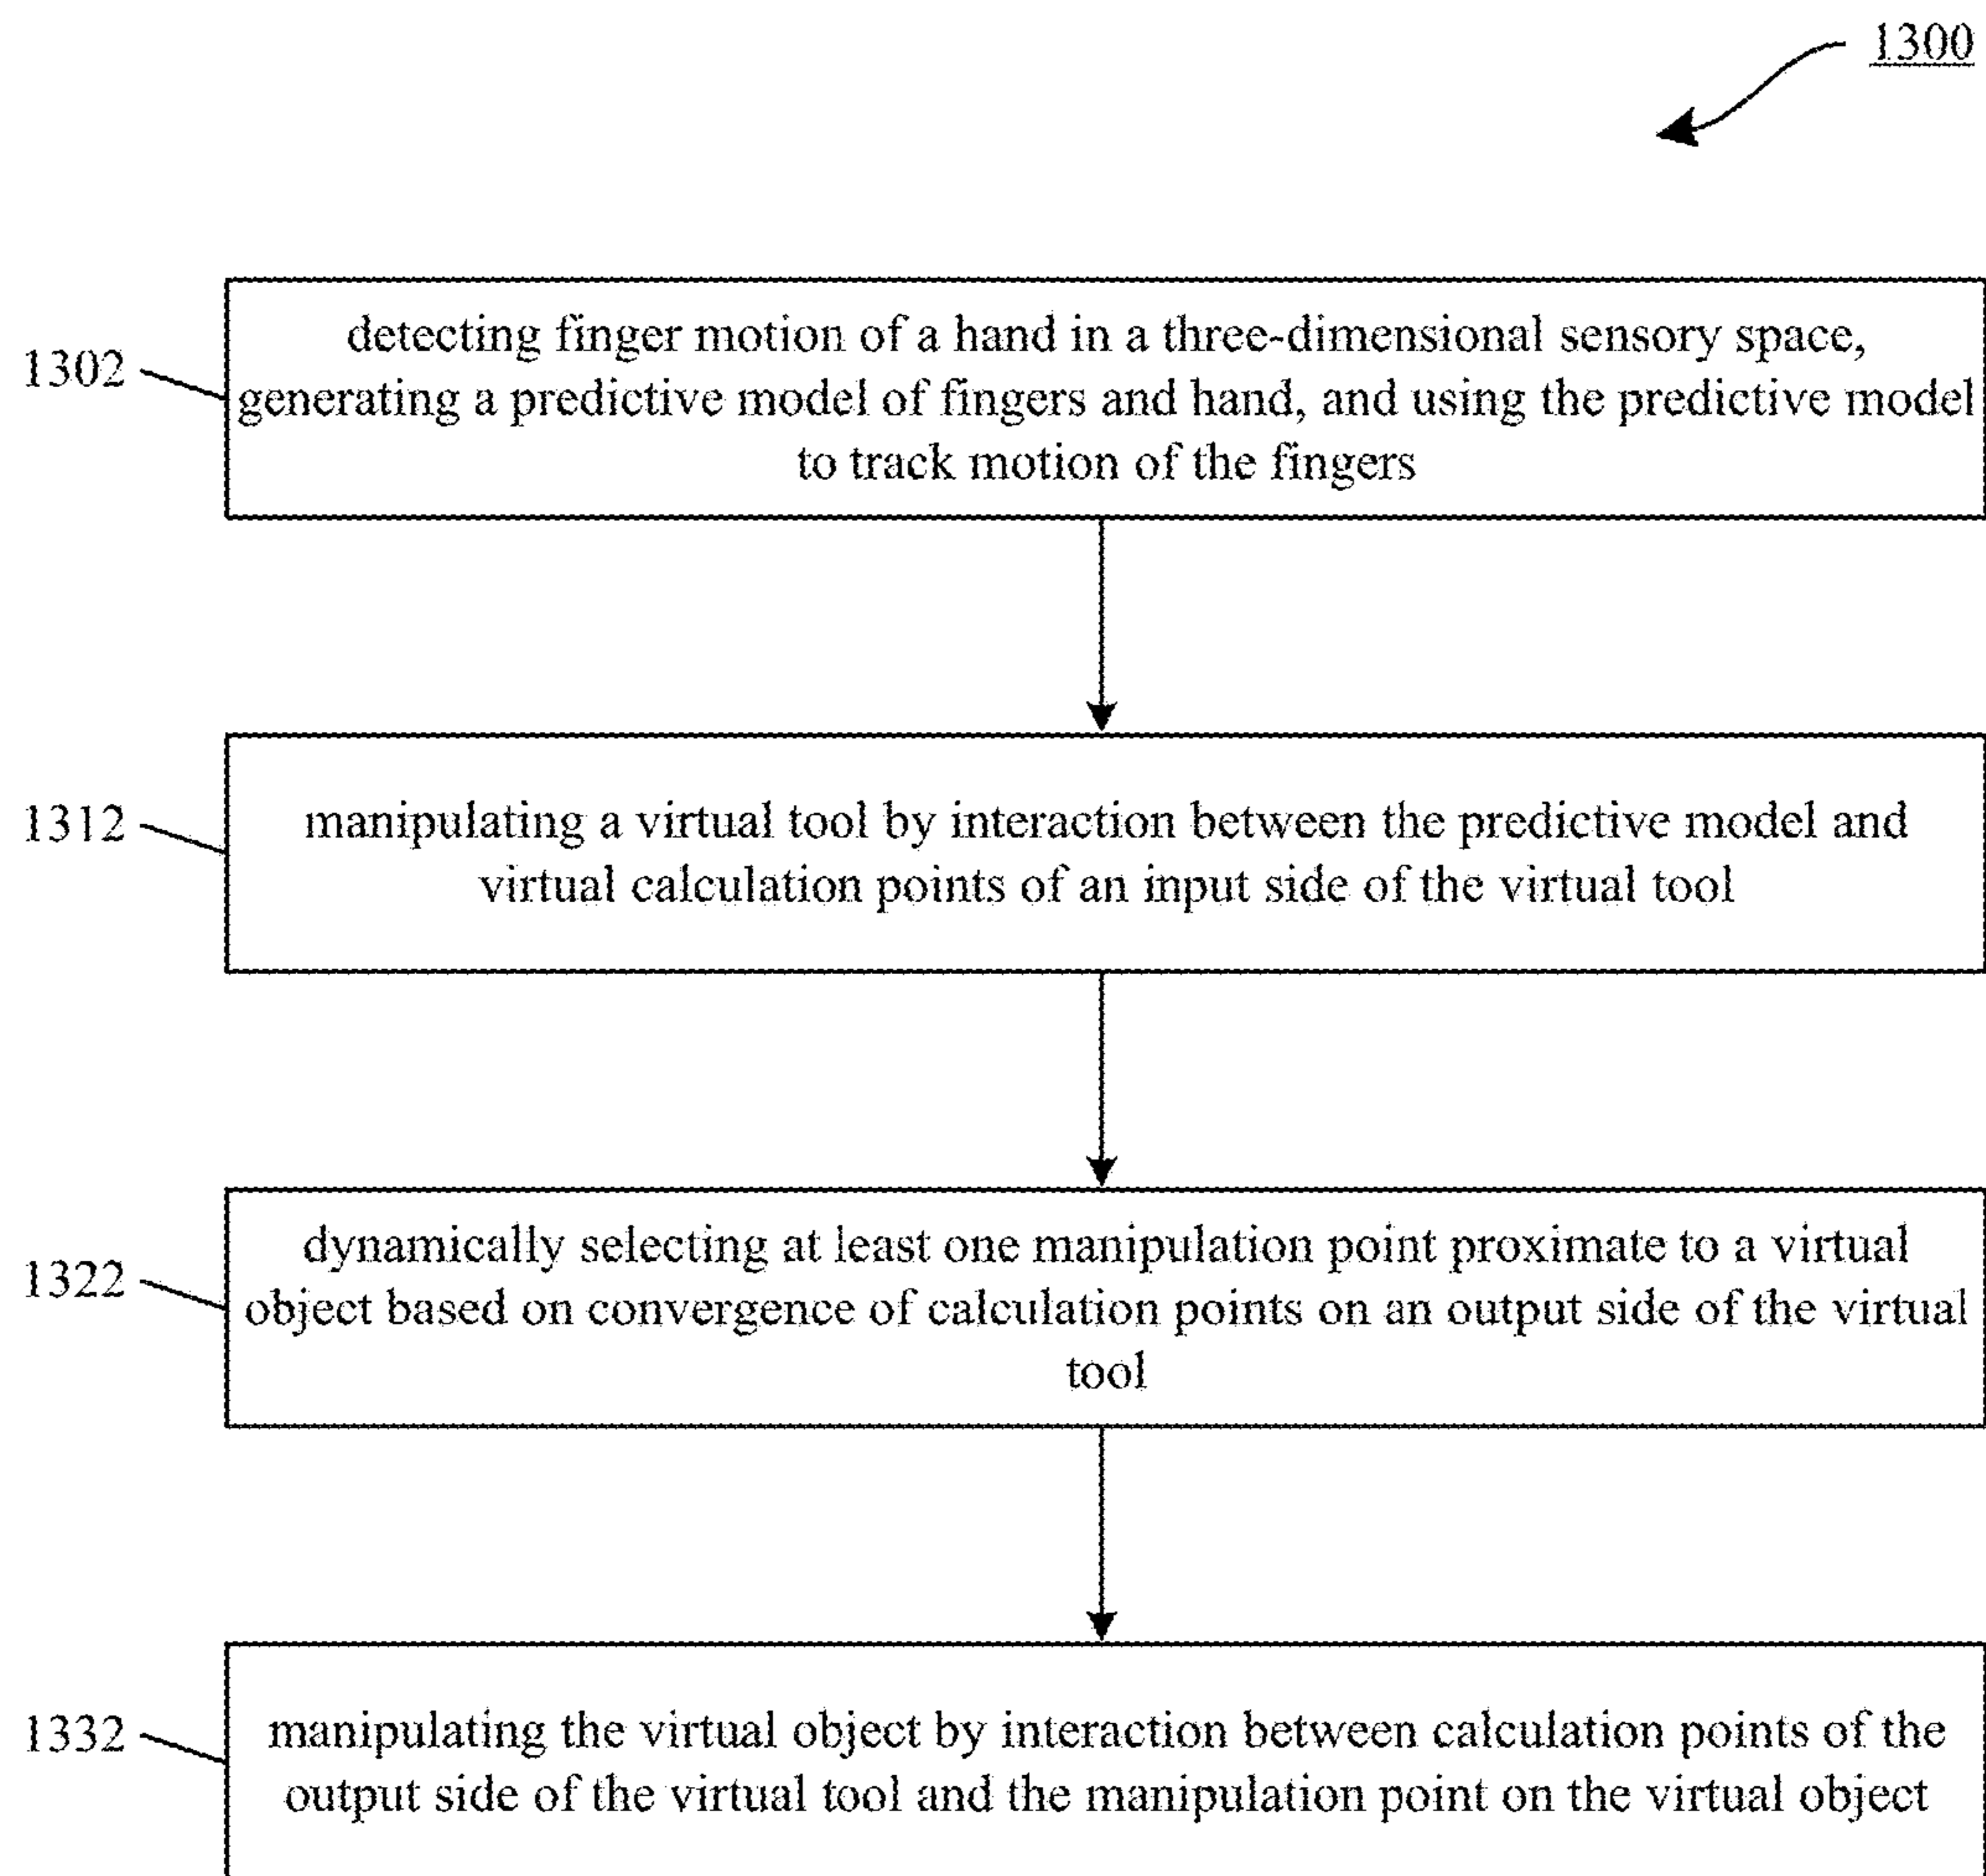 1300
1302
detecting finger motion of a hand in a three-dimensional sensory space,
generating a predictive model of fingers and hand, and using the predictive model
to track motion of the fingers
1312
manipulating a virtual tool by interaction between the predictive model and
virtual calculation points of an input side of the virtual tool
1322
dynamically selecting at least one manipulation point proximate to a virtual
object based on convergence of calculation points on an output side of the virtual
tool
1332
manipulating the virtual object by interaction between calculation points of the
output side of the virtual tool and the manipulation point on the virtual object